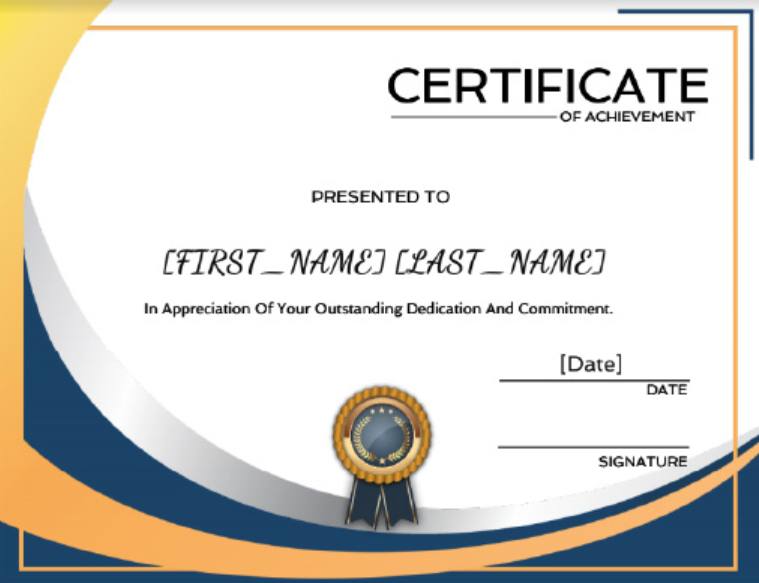 CERTIFICATE
OF ACHIEVEMENT
PRESENTED TO
[FIRST_NAME] [LAST_NAME]
In Appreciation Of Your Outstanding Dedication And Commitment.
[Date]
DATE
SIGNATURE